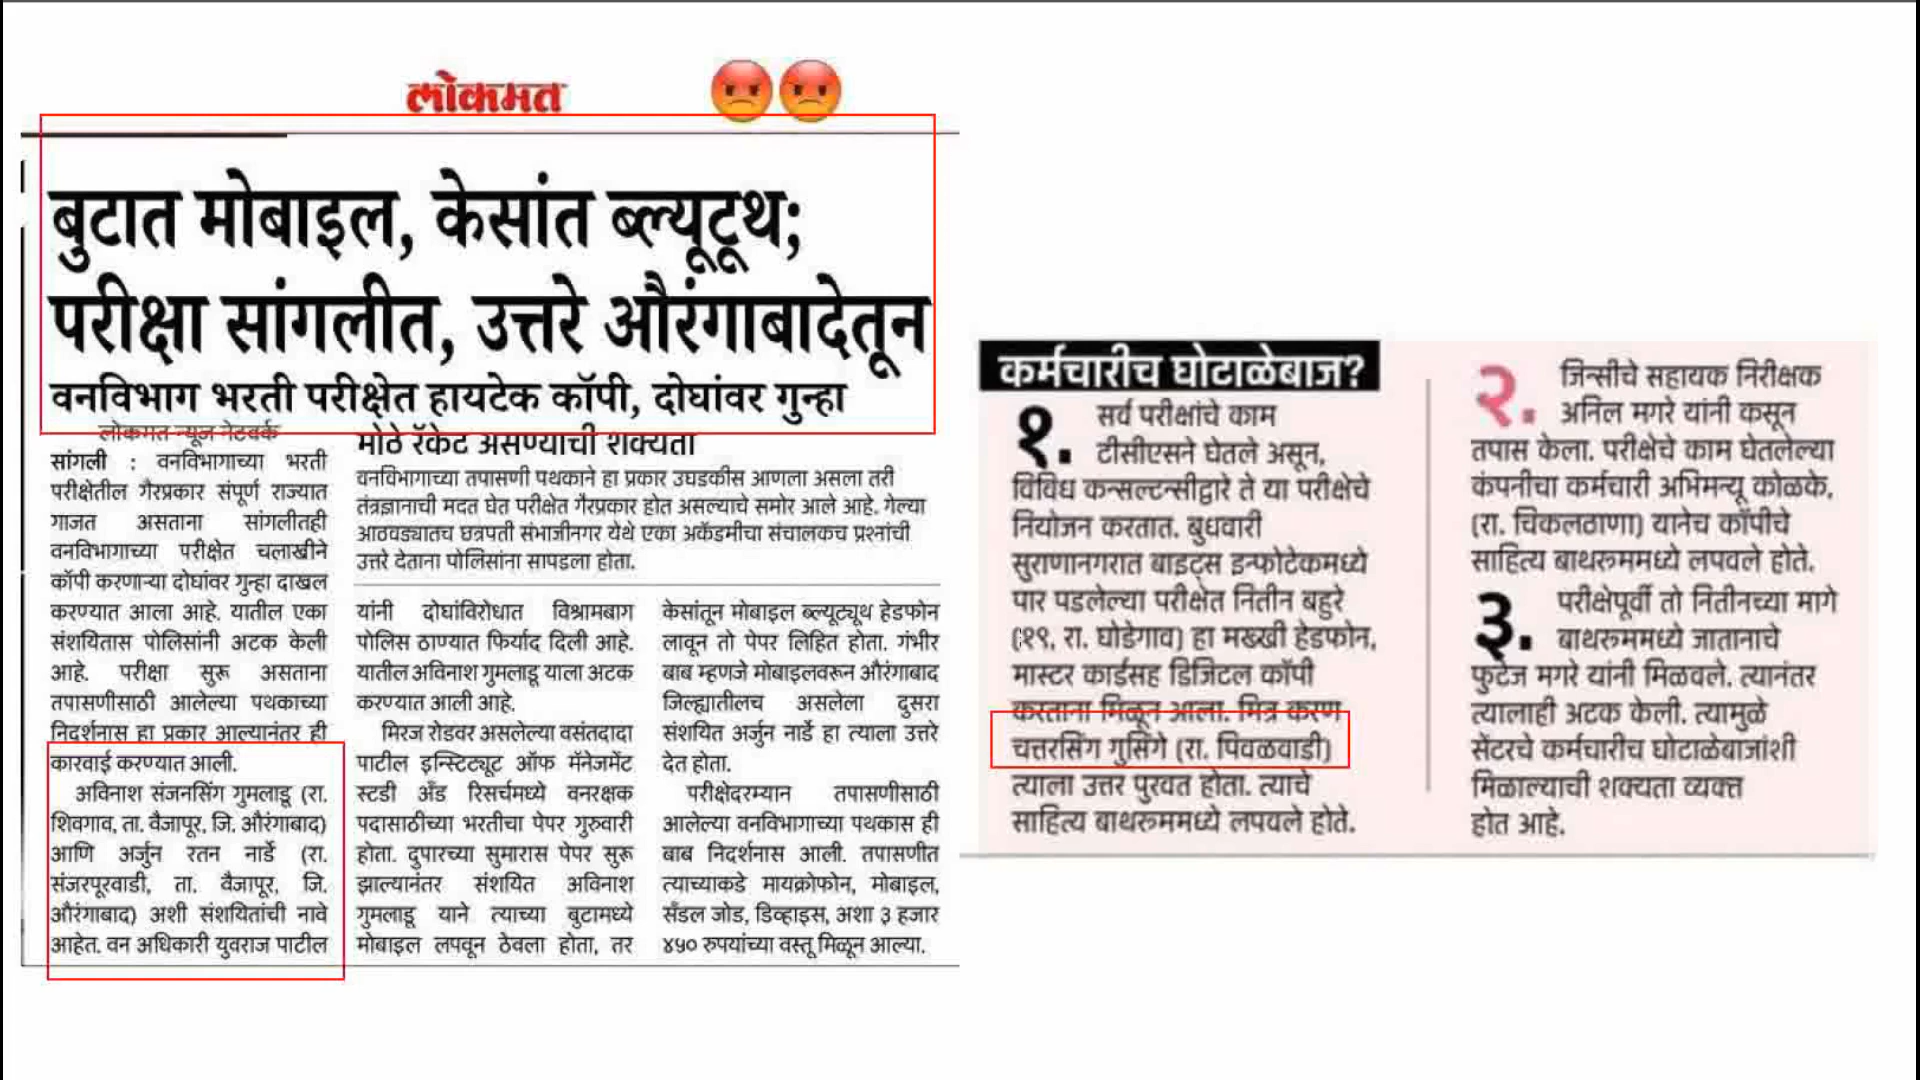 लोकमत
बुटात मोबाइल, केसांत ब्ल्यूटूथ;
परीक्षा सांगलीत, उत्तरे औरंगाबादेतून
वनविभाग भरती परीक्षेत हायटेक कॉपी, दोघांवर गुन्हा
लोकमत न्यूज नेटवर्क
सांगली : वनविभागाच्या भरती
परीक्षेतील गैरप्रकार संपूर्ण राज्यात
गाजत असताना सांगलीतही
वनविभागाच्या परीक्षेत चलाखीने
कॉपी करणाऱ्या दोघांवर गुन्हा दाखल
करण्यात आला आहे. यातील एका
संशयितास पोलिसांनी अटक केली
आहे. परीक्षा सुरू असताना
तपासणीसाठी आलेल्या पथकाच्या
निदर्शनास हा प्रकार आल्यानंतर ही
कारवाई करण्यात आली.
अविनाश संजनसिंग गुमलाडू (रा.
शिवगाव, ता. वैजापूर, जि. औरंगाबाद)
आणि अर्जुन रतन नार्डे (रा.
संजरपूरवाडी, ता. वैजापूर, जि.
औरंगाबाद) अशी संशयितांची नावे
आहेत. वन अधिकारी युवराज पाटील
मोठे रॅकेट असण्याची शक्यता
वनविभागाच्या तपासणी पथकाने हा प्रकार उघडकीस आणला असला तरी
तंत्रज्ञानाची मदत घेत परीक्षेत गैरप्रकार होत असल्याचे समोर आले आहे. गेल्या
आठवड्यातच छत्रपती संभाजीनगर येथे एका अकॅडमीचा संचालकच प्रश्नांची
उत्तरे देताना पोलिसांना सापडला होता.
यांनी दोघांविरोधात विश्रामबाग
पोलिस ठाण्यात फिर्याद दिली आहे.
यातील अविनाश गुमलाडू याला अटक
करण्यात आली आहे.
मिरज रोडवर असलेल्या वसंतदादा
पाटील इन्स्टिट्यूट ऑफ मॅनेजमेंट
स्टडी अँड रिसर्चमध्ये वनरक्षक
पदासाठीच्या भरतीचा पेपर गुरुवारी
होता. दुपारच्या सुमारास पेपर सुरू
झाल्यानंतर संशयित अविनाश
गुमलाडू याने त्याच्या बुटामध्ये
मोबाइल लपवून ठेवला होता, तर
केसांतून मोबाइल ब्ल्यूट्यूथ हेडफोन
लावून तो पेपर लिहित होता. गंभीर
बाब म्हणजे मोबाइलवरून औरंगाबाद
जिल्ह्यातीलच असलेला दुसरा
संशयित अर्जुन नार्डे हा त्याला उत्तरे
देत होता.
परीक्षेदरम्यान तपासणीसाठी
आलेल्या वनविभागाच्या पथकास ही
बाब निदर्शनास आली. तपासणीत
त्याच्याकडे मायक्रोफोन, मोबाइल,
सँडल जोड, डिव्हाइस, अशा ३ हजार
४५० रुपयांच्या वस्तू मिळून आल्या.
कर्मचारीच घोटाळेबाज?
१. सर्व परीक्षांचे काम
टीसीएसने घेतले असून,
विविध कन्सल्टन्सीद्वारे ते या परीक्षेचे
नियोजन करतात. बुधवारी
सुराणानगरात बाइट्स इन्फोटेकमध्ये
पार पडलेल्या परीक्षेत नितीन बहुरे
(१९, रा. घोडेगाव) हा मख्खी हेडफोन,
मास्टर कार्डसह डिजिटल कॉपी
करताना मिळून आला. मित्र करण
चत्तरसिंग गुसिंगे (रा. पिवळवाडी)
त्याला उत्तर पुरवत होता. त्याचे
साहित्य बाथरूममध्ये लपवले होते.
२. जिन्सीचे सहायक निरीक्षक
अनिल मगरे यांनी कसून
तपास केला. परीक्षेचे काम घेतलेल्या
कंपनीचा कर्मचारी अभिमन्यू कोळके,
(रा. चिकलठाणा) यानेच कॉपीचे
साहित्य बाथरूममध्ये लपवले होते.
३. परीक्षेपूर्वी तो नितीनच्या मागे
बाथरूममध्ये जातानाचे
फुटेज मगरे यांनी मिळवले. त्यानंतर
त्यालाही अटक केली. त्यामुळे
सेंटरचे कर्मचारीच घोटाळेबाजांशी
मिळाल्याची शक्यता व्यक्त
होत आहे.